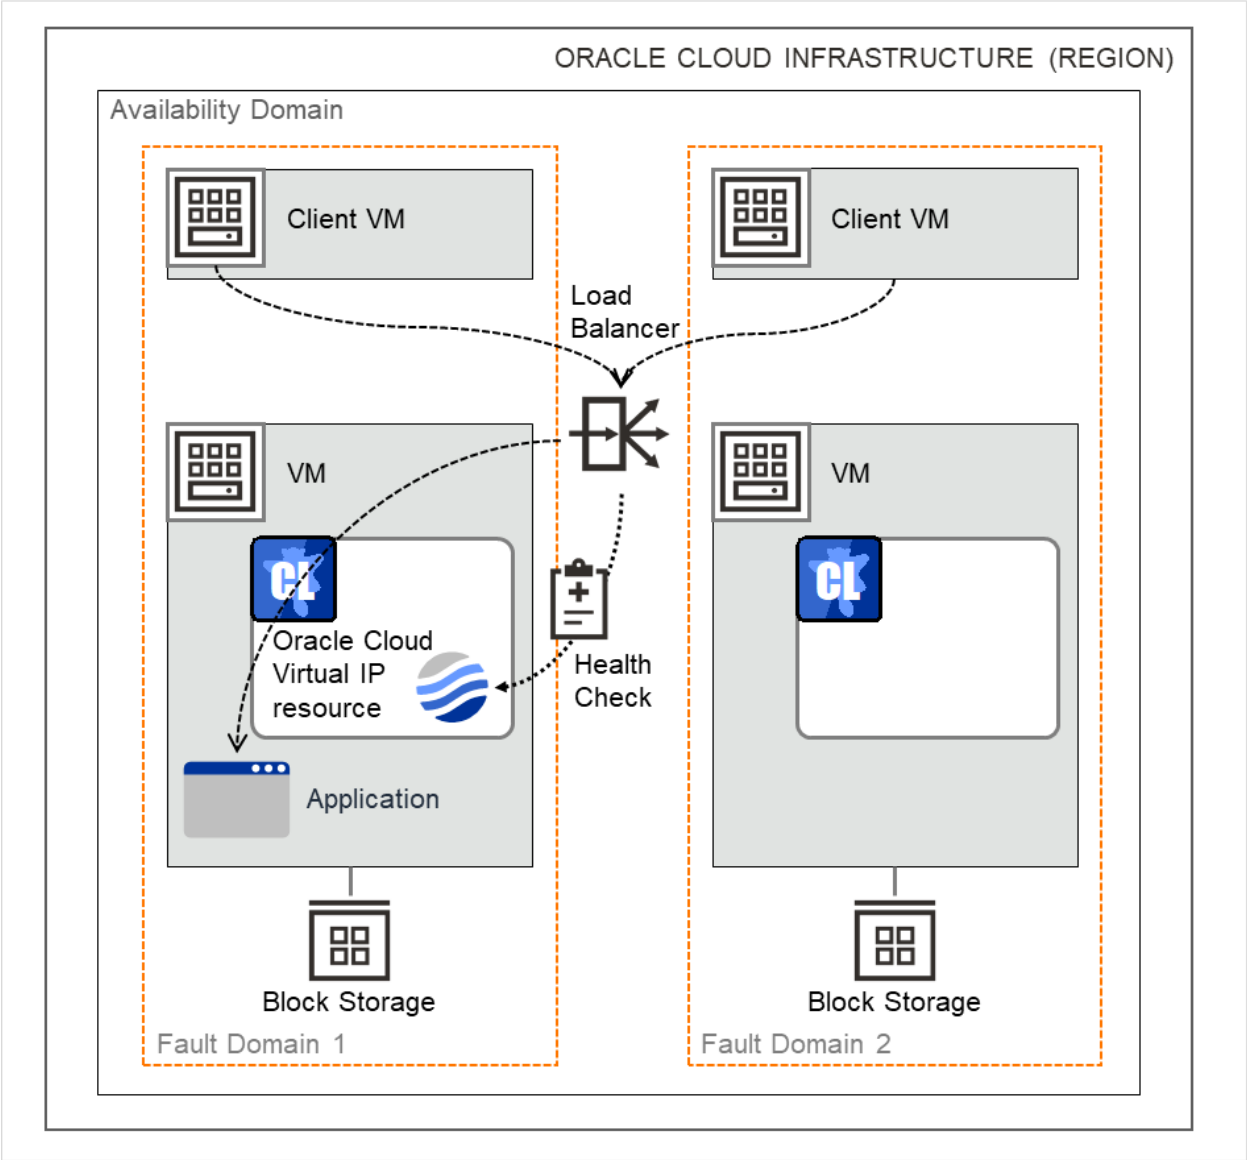 ORACLE CLOUD INFRASTRUCTURE (REGION)
Availability Domain
Client VM
Client VM
Load
Balancer
VM
VM
CL
CL
Oracle Cloud
Virtual IP
resource
Health
Check
Application
Block Storage
Block Storage
Fault Domain 1
Fault Domain 2